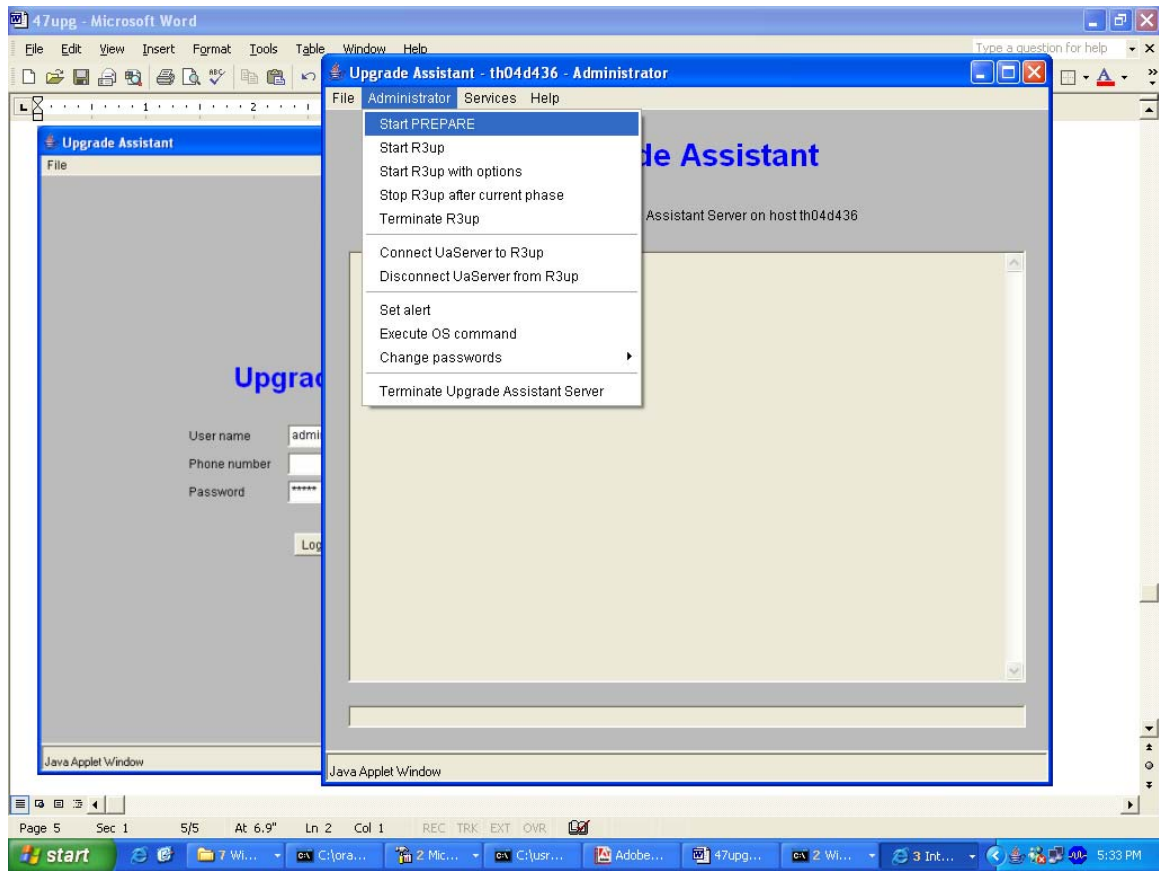 47upg - Microsoft Word
File Edit View Insert Format Tools Table Window Help
Type a question for help
1 2
Upgrade Assistant
File
User name admi
Phone number
Password *****
Java Applet Window
Upgrade Assistant - th04d436 - Administrator
File Administrator Services Help
Start PREPARE
Start R3up
Start R3up with options
Stop R3up after current phase
Terminate R3up
Connect UaServer to R3up
Disconnect UaServer from R3up
Set alert
Execute OS command
Change passwords
Terminate Upgrade Assistant Server
de Assistant
Assistant Server on host th04d436
Upgrad
Log
Java Applet Window
Page 5 Sec 1 5/5 At 6.9" Ln 2 Col 1 REC TRK EXT OVR
start 7 Wi... C:\ora... 2 Mic... C:\usr... Adobe... 47upg... 2 Wi... 3 Int... 5:33 PM